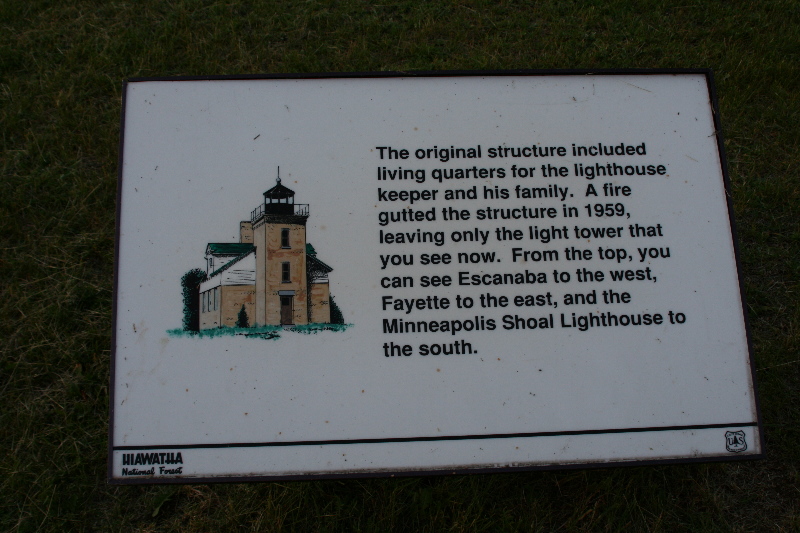 The original structure included
living quarters for the lighthouse
keeper and his family.  A fire
gutted the structure in 1959,
leaving only the light tower that
you see now.  From the top, you
can see Escanaba to the west,
Fayette to the east, and the
Minneapolis Shoal Lighthouse to
the south.
HIAWATHA
National Forest
US